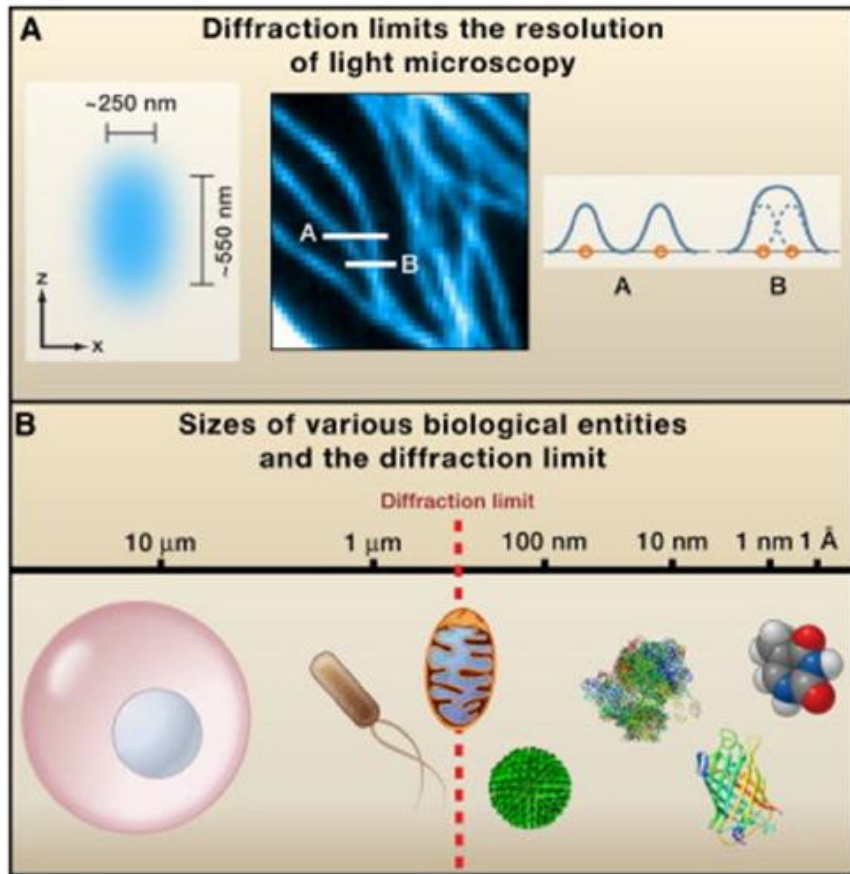 A
Diffraction limits the resolution
of light microscopy
~250 nm
~550 nm
z
x
A
B
A
B
B
Sizes of various biological entities
and the diffraction limit
Diffraction limit
10 μm
1 μm
100 nm
10 nm
1 nm
1 Å